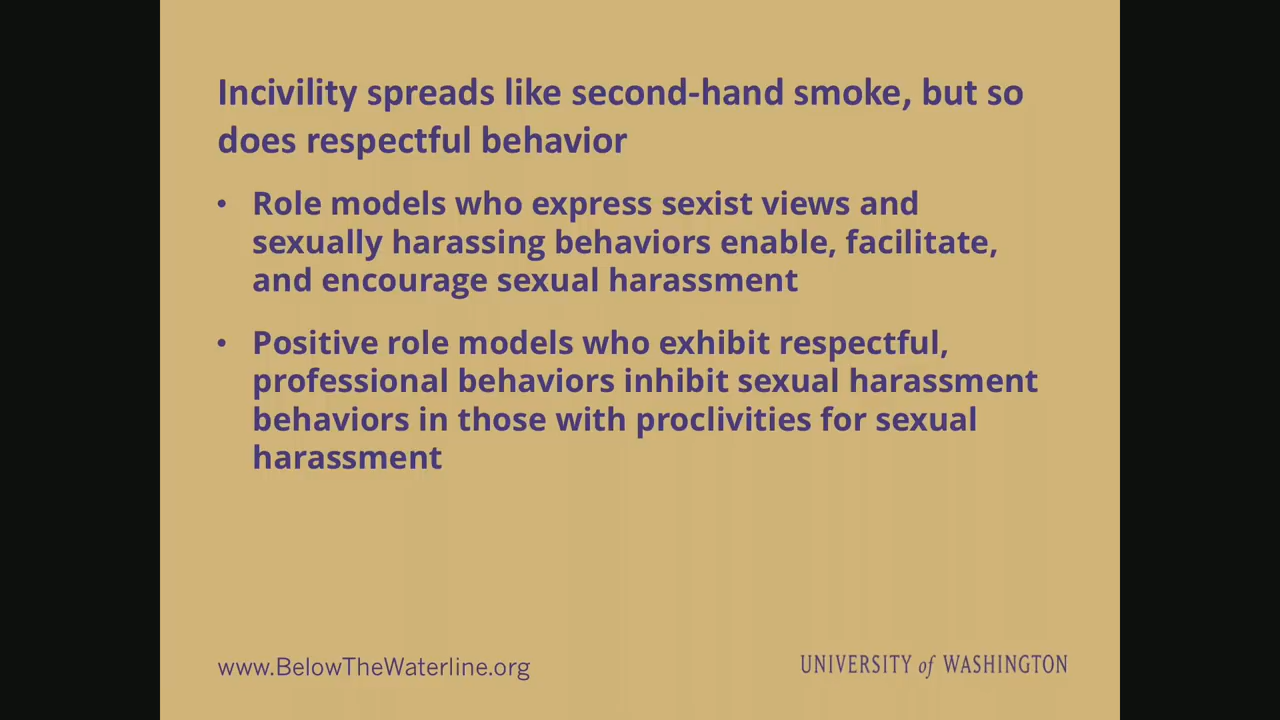 Incivility spreads like second-hand smoke, but so
does respectful behavior
• Role models who express sexist views and
sexually harassing behaviors enable, facilitate,
and encourage sexual harassment
• Positive role models who exhibit respectful,
professional behaviors inhibit sexual harassment
behaviors in those with proclivities for sexual
harassment
www.BelowTheWaterline.org
UNIVERSITY of WASHINGTON